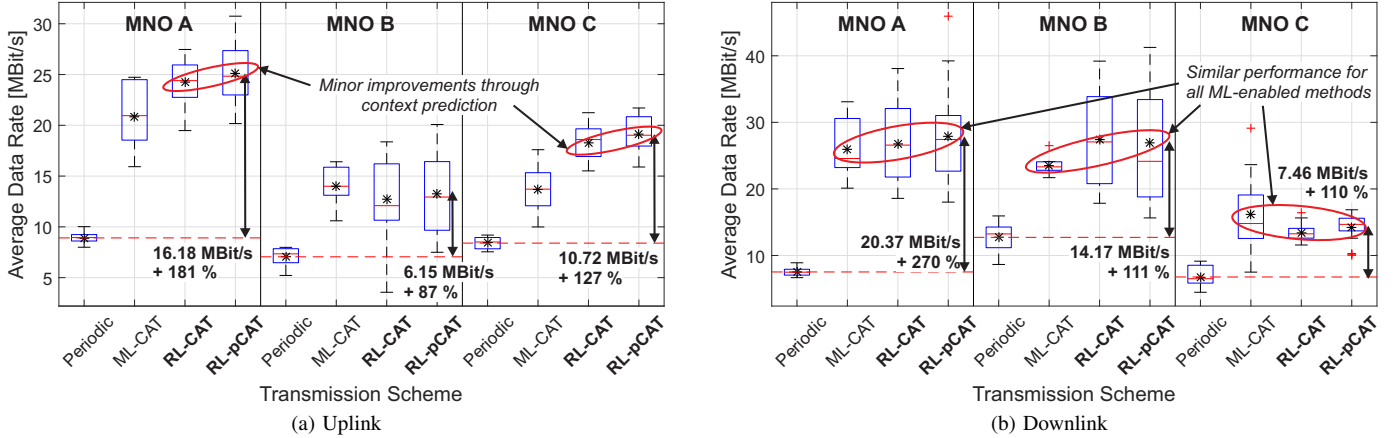 MNO A
MNO B
MNO C
Average Data Rate [MBit/s]
30
25
20
15
10
5
Minor improvements through
context prediction
16.18 MBit/s
+ 181 %
6.15 MBit/s
+ 87 %
10.72 MBit/s
+ 127 %
Periodic
ML-CAT
RL-CAT
RL-pCAT
Periodic
ML-CAT
RL-CAT
RL-pCAT
Periodic
ML-CAT
RL-CAT
RL-pCAT
Transmission Scheme
(a) Uplink
MNO A
MNO B
MNO C
Average Data Rate [MBit/s]
40
30
20
10
Similar performance for
all ML-enabled methods
20.37 MBit/s
+ 270 %
14.17 MBit/s
+ 111 %
7.46 MBit/s
+ 110 %
Periodic
ML-CAT
RL-CAT
RL-pCAT
Periodic
ML-CAT
RL-CAT
RL-pCAT
Periodic
ML-CAT
RL-CAT
RL-pCAT
Transmission Scheme
(b) Downlink